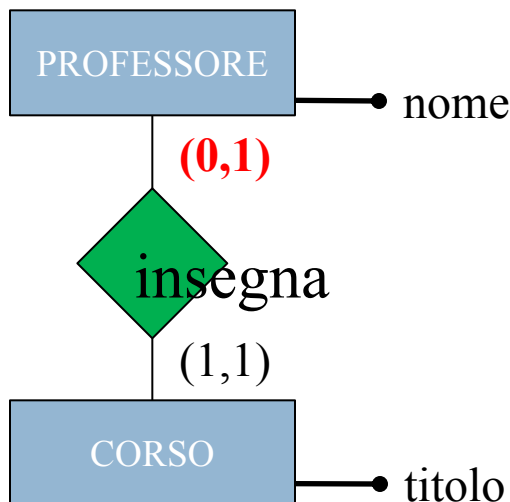 PROFESSORE
nome
(0,1)
insegna
(1,1)
CORSO
titolo